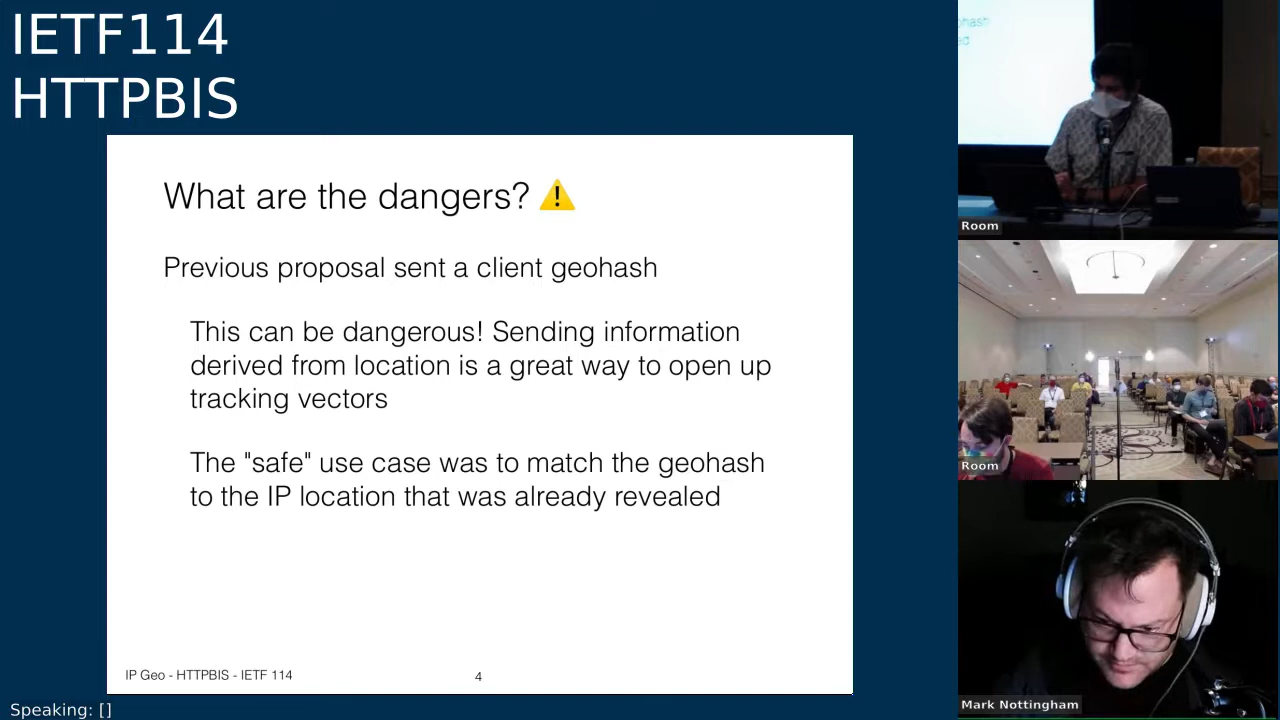 IETF114
HTTPBIS
What are the dangers? ⚠️
Previous proposal sent a client geohash
This can be dangerous! Sending information
derived from location is a great way to open up
tracking vectors
The "safe" use case was to match the geohash
to the IP location that was already revealed
IP Geo - HTTPBIS - IETF 114
4
Speaking: []
Room
Room
Mark Nottingham